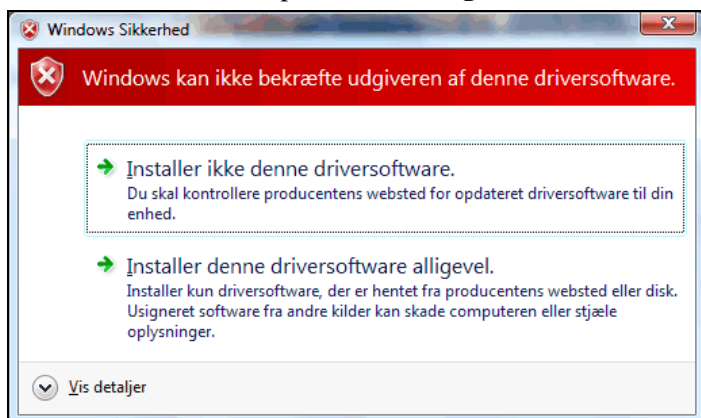 Windows Sikkerhed
Windows kan ikke bekræfte udgiveren af denne driversoftware.
Installer ikke denne driversoftware.
Du skal kontrollere producentens websted for opdateret driversoftware til din
enhed.
Installer denne driversoftware alligevel.
Installer kun driversoftware, der er hentet fra producentens websted eller disk.
Usigneret software fra andre kilder kan skade computeren eller stjæle
oplysninger.
Vis detaljer